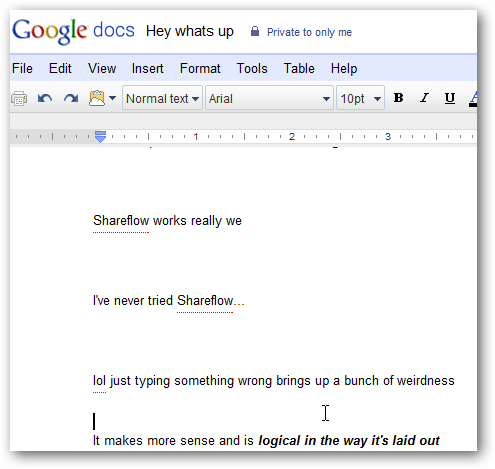 Google docs Hey whats up Private to only me
File Edit View Insert Format Tools Table Help
Normal text Arial 10pt B I U A
1 2 3
Shareflow works really we
I've never tried Shareflow...
lol just typing something wrong brings up a bunch of weirdness
It makes more sense and is logical in the way it's laid out